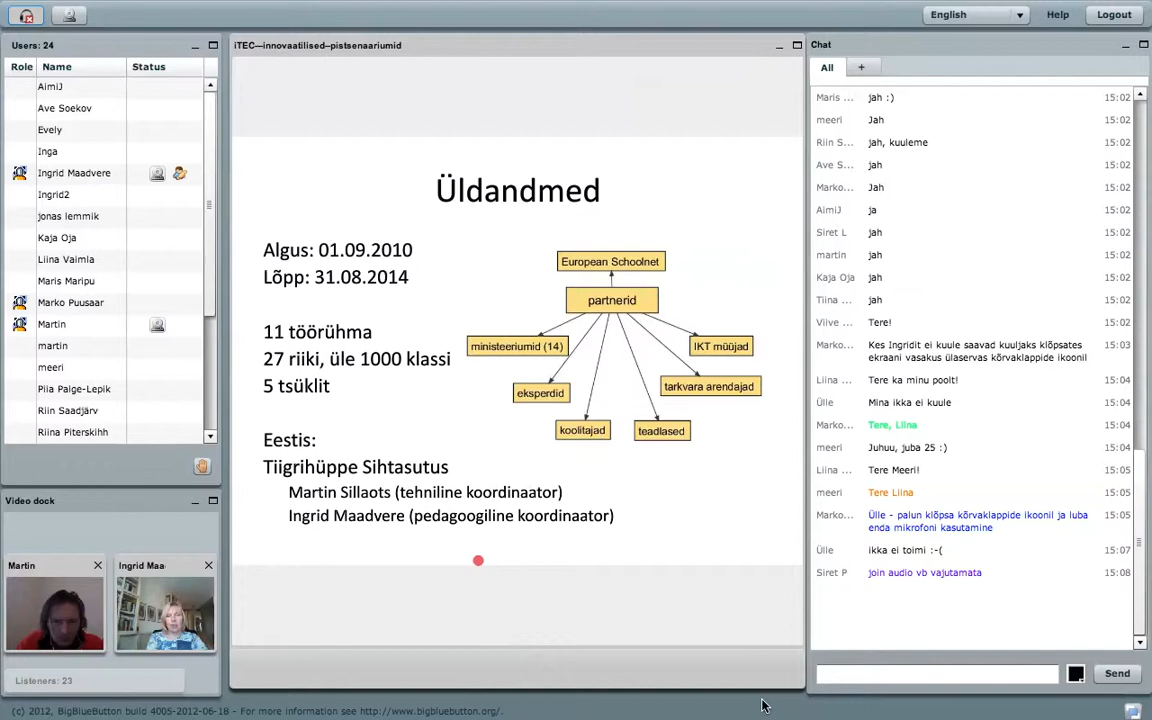 English
Help
Logout
Users: 24
Role Name Status
AimiJ
Ave Soekov
Evely
Inga
Ingrid Maadvere
Ingrid2
jonas lemmik
Kaja Oja
Liina Vaimla
Maris Maripu
Marko Puusaar
Martin
martin
meeri
Piia Palge-Lepik
Riin Saadjärv
Riina Piterskihh
Video dock
Martin
Ingrid Maa
Listeners: 23
iTEC—innovaatilised—pistsenaariumid
Üldandmed
Algus: 01.09.2010
Lõpp: 31.08.2014
11 töörühma
27 riiki, üle 1000 klassi
5 tsüklit
Eestis:
Tiigrihüppe Sihtasutus
Martin Sillaots (tehniline koordinaator)
Ingrid Maadvere (pedagoogiline koordinaator)
European Schoolnet
partnerid
ministeeriumid (14)
IKT müüjad
eksperdid
tarkvara arendajad
koolitajad
teadlased
Chat
All +
Maris ... jah :) 15:02
meeri Jah 15:02
Riin S... jah, kuuleme 15:02
Ave S... jah 15:02
Marko... Jah 15:02
AimiJ ja 15:02
Siret L jah 15:02
martin jah 15:02
Kaja Oja jah 15:02
Tiina ... jah 15:02
Viive ... Tere! 15:02
Marko... Kes Ingridit ei kuule saavad kuuljaks klõpsates 15:03
ekraani vasakus ülaservas kõrvaklappide ikoonil
Liina ... Tere ka minu poolt! 15:04
Ülle Mina ikka ei kuule 15:04
Marko... Tere, Liina 15:04
meeri Juhuu, juba 25 :) 15:04
Liina ... Tere Meeri! 15:05
meeri Tere Liina 15:05
Marko... Ülle - palun klõpsa kõrvaklappide ikoonil ja luba 15:05
enda mikrofoni kasutamine
Ülle ikka ei toimi :-( 15:07
Siret P join audio vb vajutamata 15:08
Send
(c) 2012, BigBlueButton build 4005-2012-06-18 - For more information see http://www.bigbluebutton.org/.